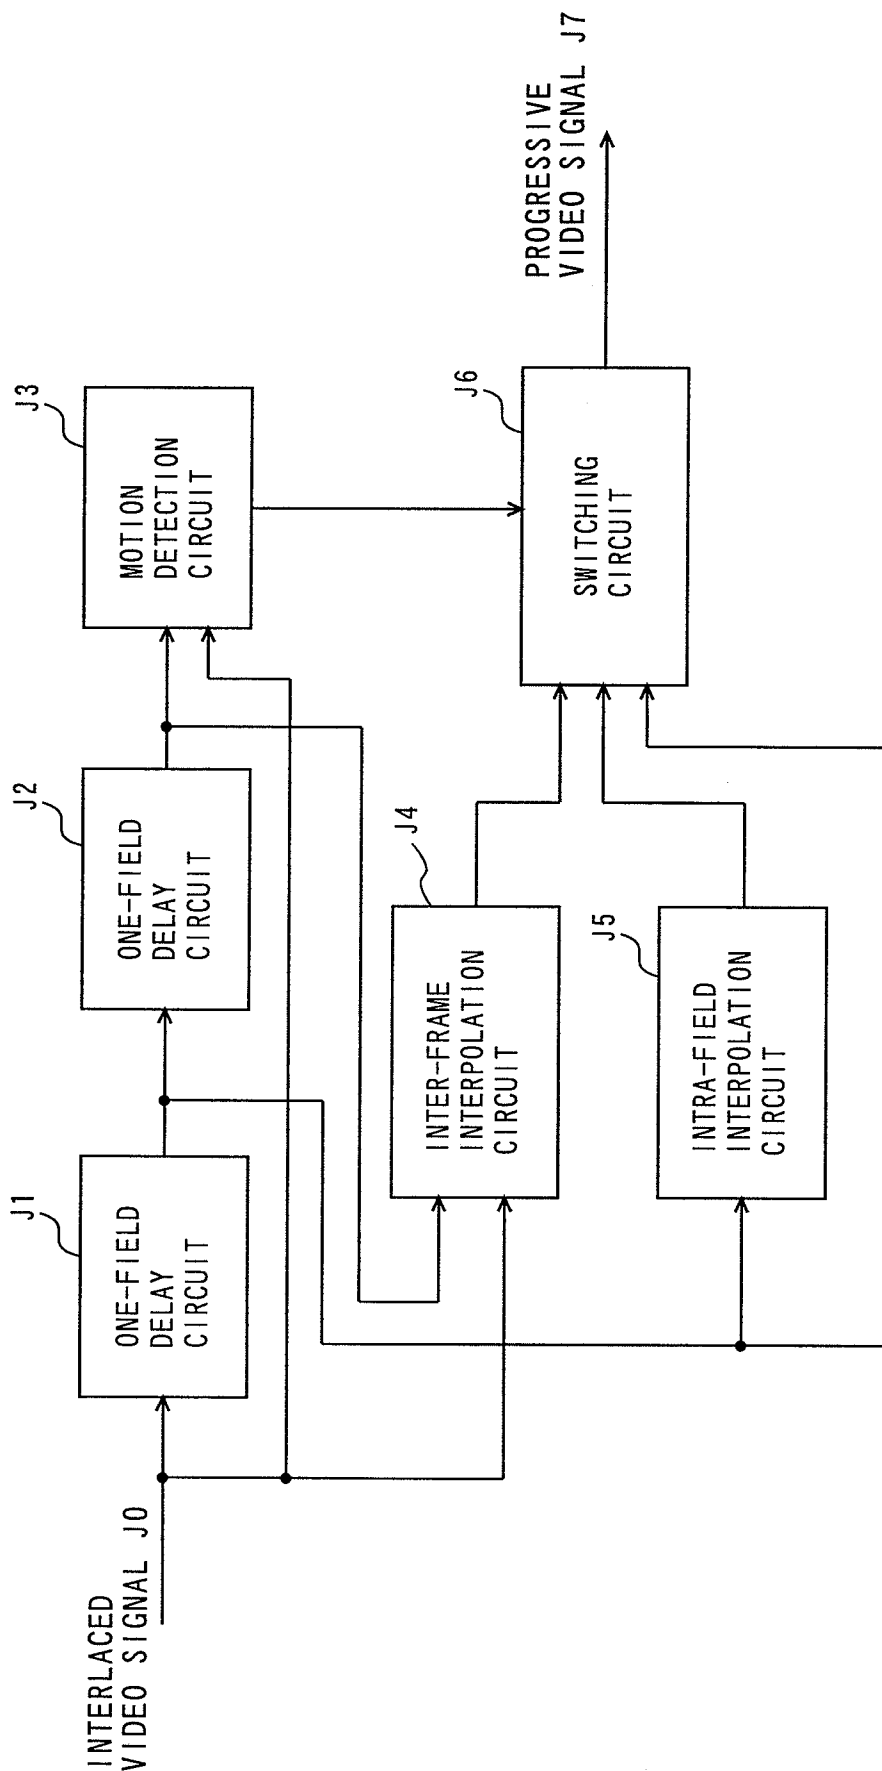 INTERLACED
VIDEO SIGNAL J0
J1
ONE-FIELD
DELAY
CIRCUIT
J2
ONE-FIELD
DELAY
CIRCUIT
J3
MOTION
DETECTION
CIRCUIT
J4
INTER-FRAME
INTERPOLATION
CIRCUIT
J5
INTRA-FIELD
INTERPOLATION
CIRCUIT
J6
SWITCHING
CIRCUIT
PROGRESSIVE
VIDEO SIGNAL J7